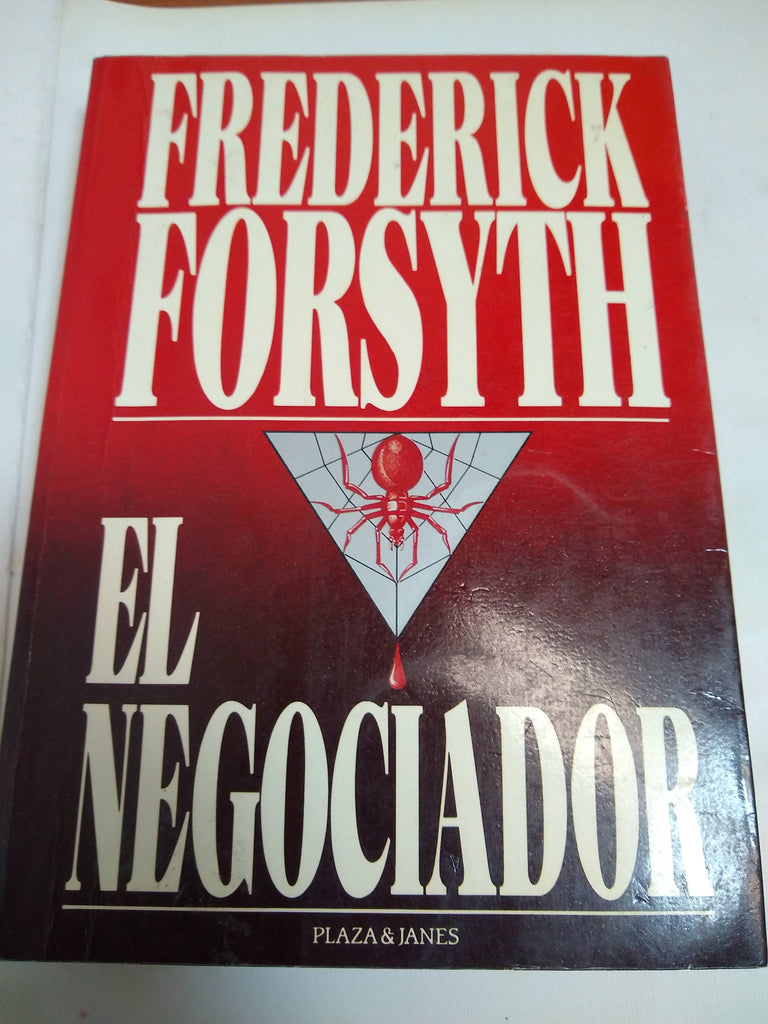 FREDERICK
FORSYTH
EL
NEGOCIADOR
PLAZA & JANES